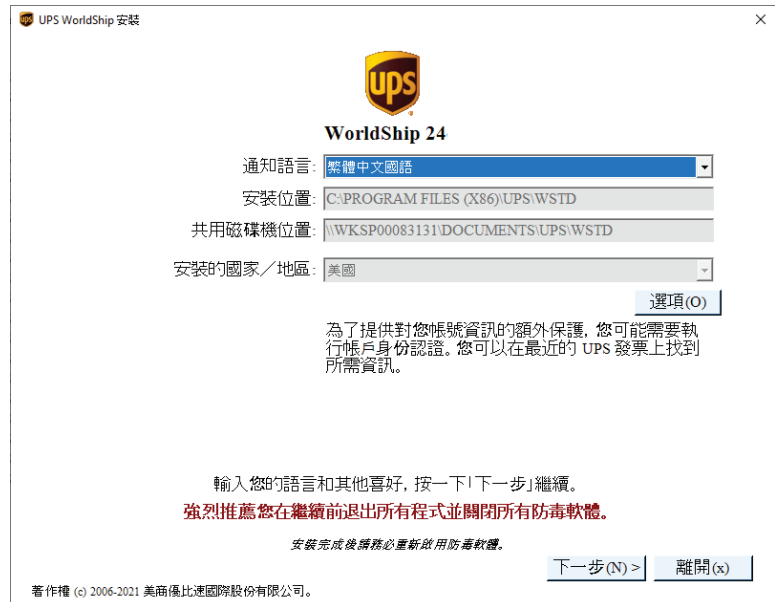 UPS WorldShip 安裝
ups
WorldShip 24
通知語言: 繁體中文國語
安裝位置: C:\PROGRAM FILES (X86)\UPS\WSTD
共用磁碟機位置: \\WKSP00083131\DOCUMENTS\UPS\WSTD
安裝的國家／地區: 美國
選項(O)
為了提供對您帳號資訊的額外保護, 您可能需要執
行帳戶身份認證。您可以在最近的 UPS 發票上找到
所需資訊。
輸入您的語言和其他喜好, 按一下「下一步」繼續。
強烈推薦您在繼續前退出所有程式並關閉所有防毒軟體。
安裝完成後請務必重新啟用防毒軟體。
下一步(N) > 離開(x)
著作權 (c) 2006-2021 美商優比速國際股份有限公司。